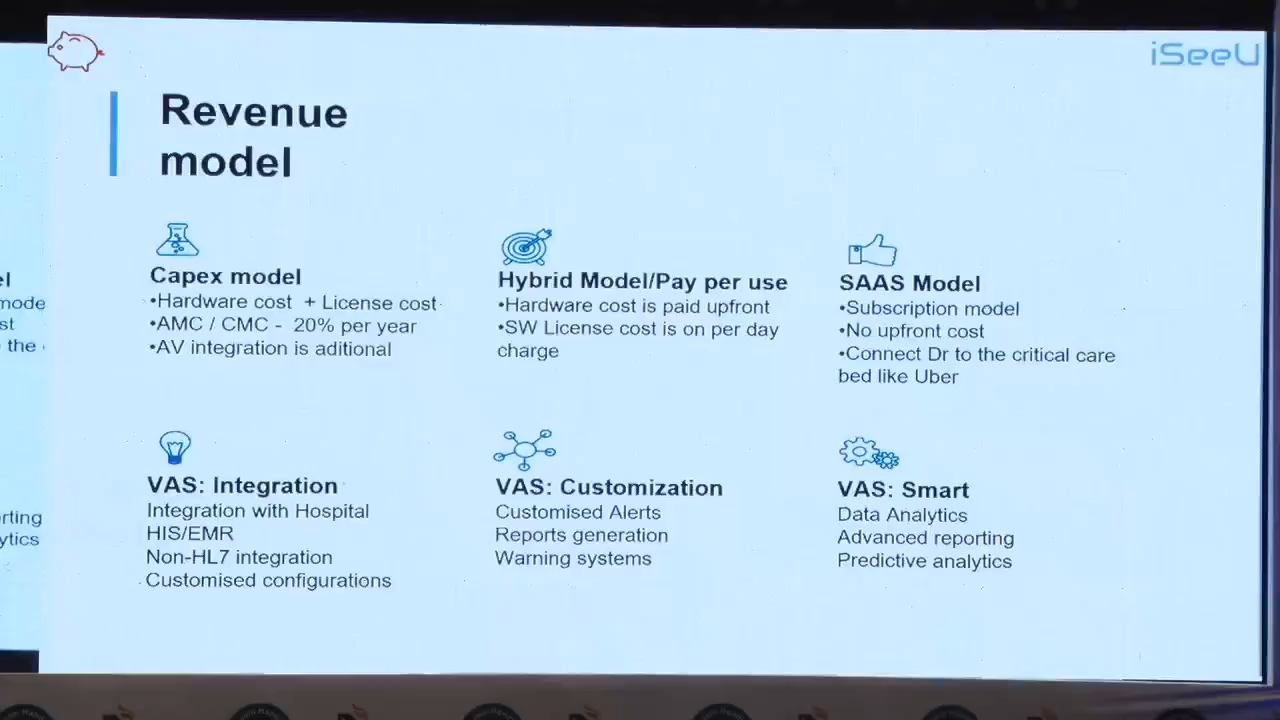 iSeeU
Revenue
model
Capex model
•Hardware cost + License cost
•AMC / CMC - 20% per year
•AV integration is aditional
Hybrid Model/Pay per use
•Hardware cost is paid upfront
•SW License cost is on per day
charge
SAAS Model
•Subscription model
•No upfront cost
•Connect Dr to the critical care
bed like Uber
VAS: Integration
Integration with Hospital
HIS/EMR
Non-HL7 integration
Customised configurations
VAS: Customization
Customised Alerts
Reports generation
Warning systems
VAS: Smart
Data Analytics
Advanced reporting
Predictive analytics